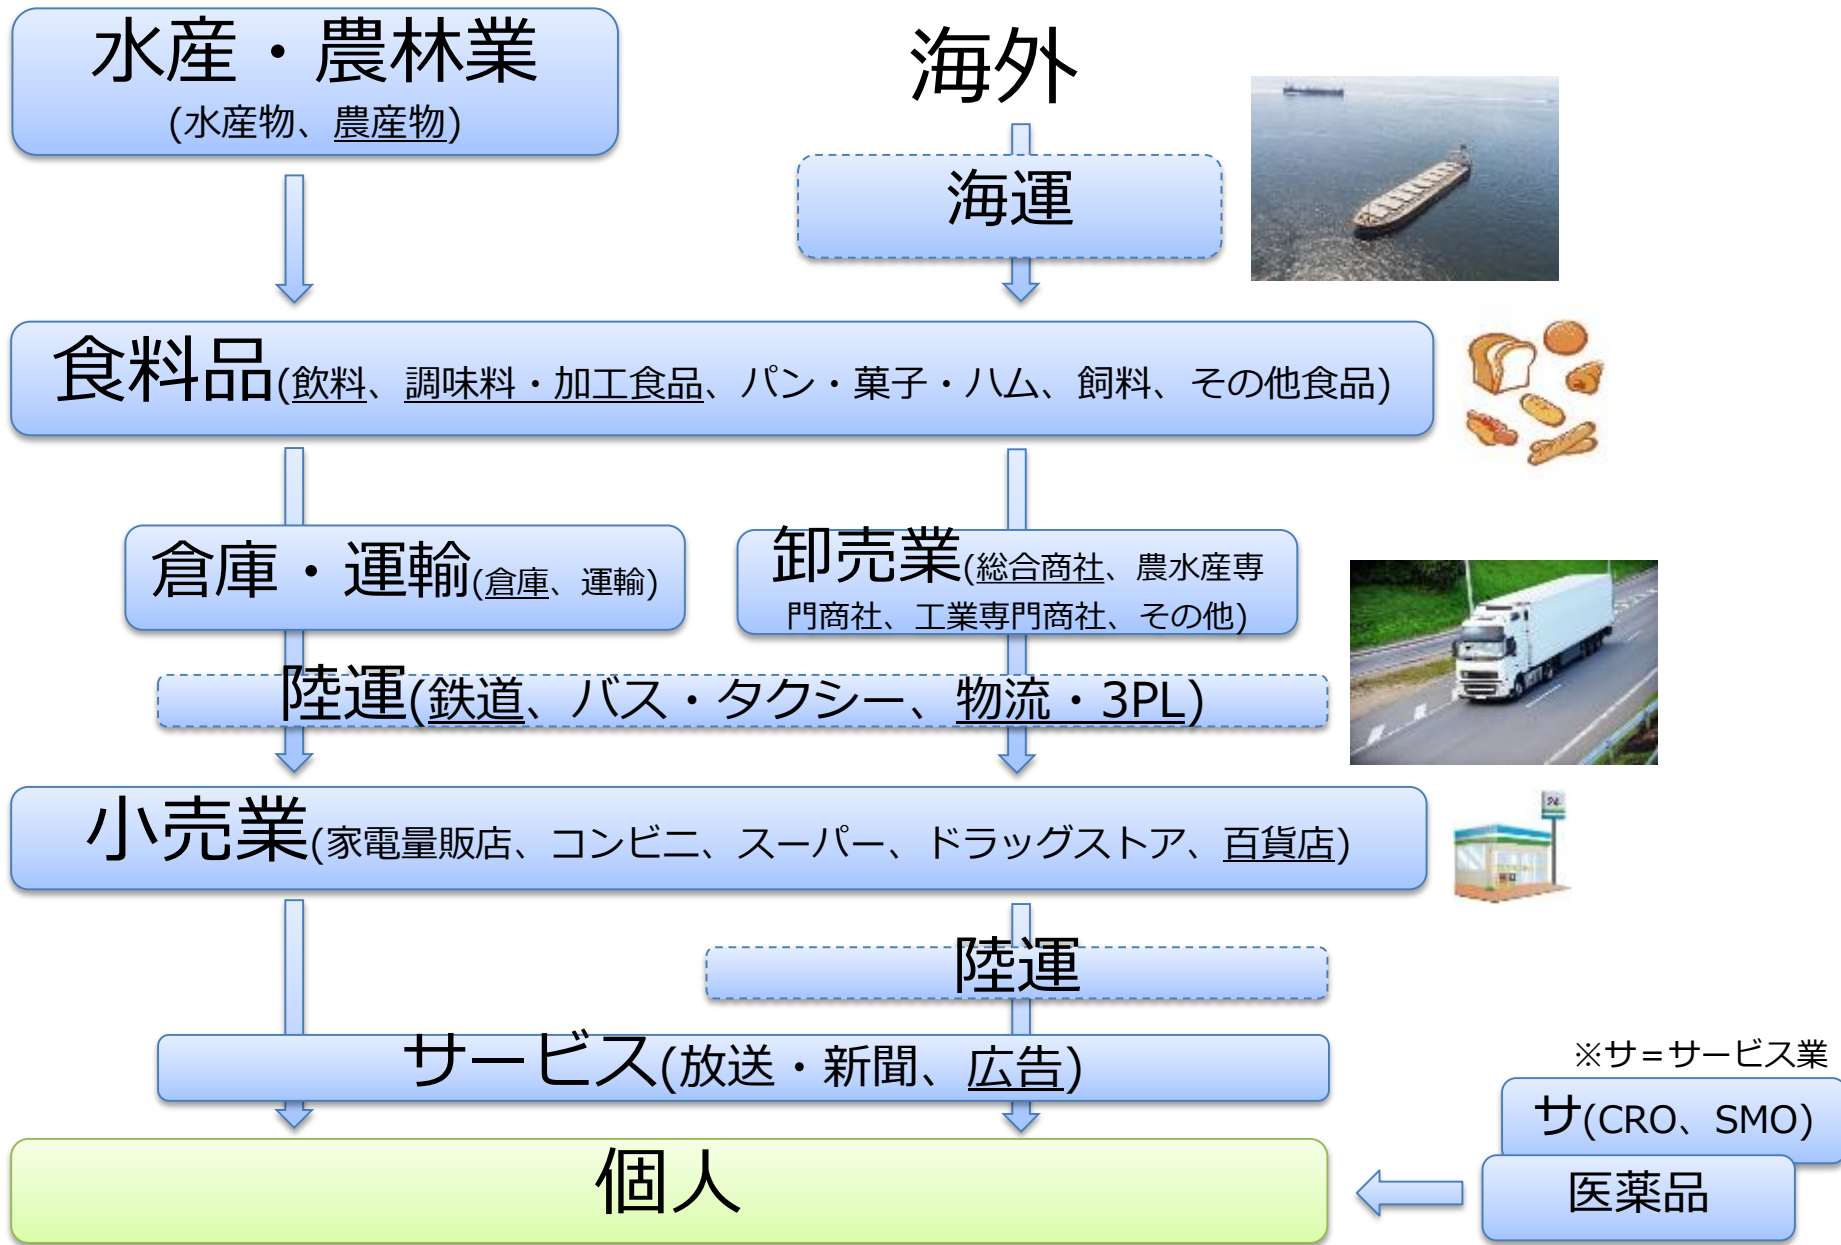 水産・農林業
(水産物、農産物)
海外
海運
食料品(飲料、調味料・加工食品、パン・菓子・ハム、飼料、その他食品)
倉庫・運輸(倉庫、運輸)
卸売業(総合商社、農水産専
門商社、工業専門商社、その他)
陸運(鉄道、バス・タクシー、物流・3PL)
小売業(家電量販店、コンビニ、スーパー、ドラッグストア、百貨店)
陸運
サービス(放送・新聞、広告)
※サ=サービス業
サ(CRO、SMO)
医薬品
個人